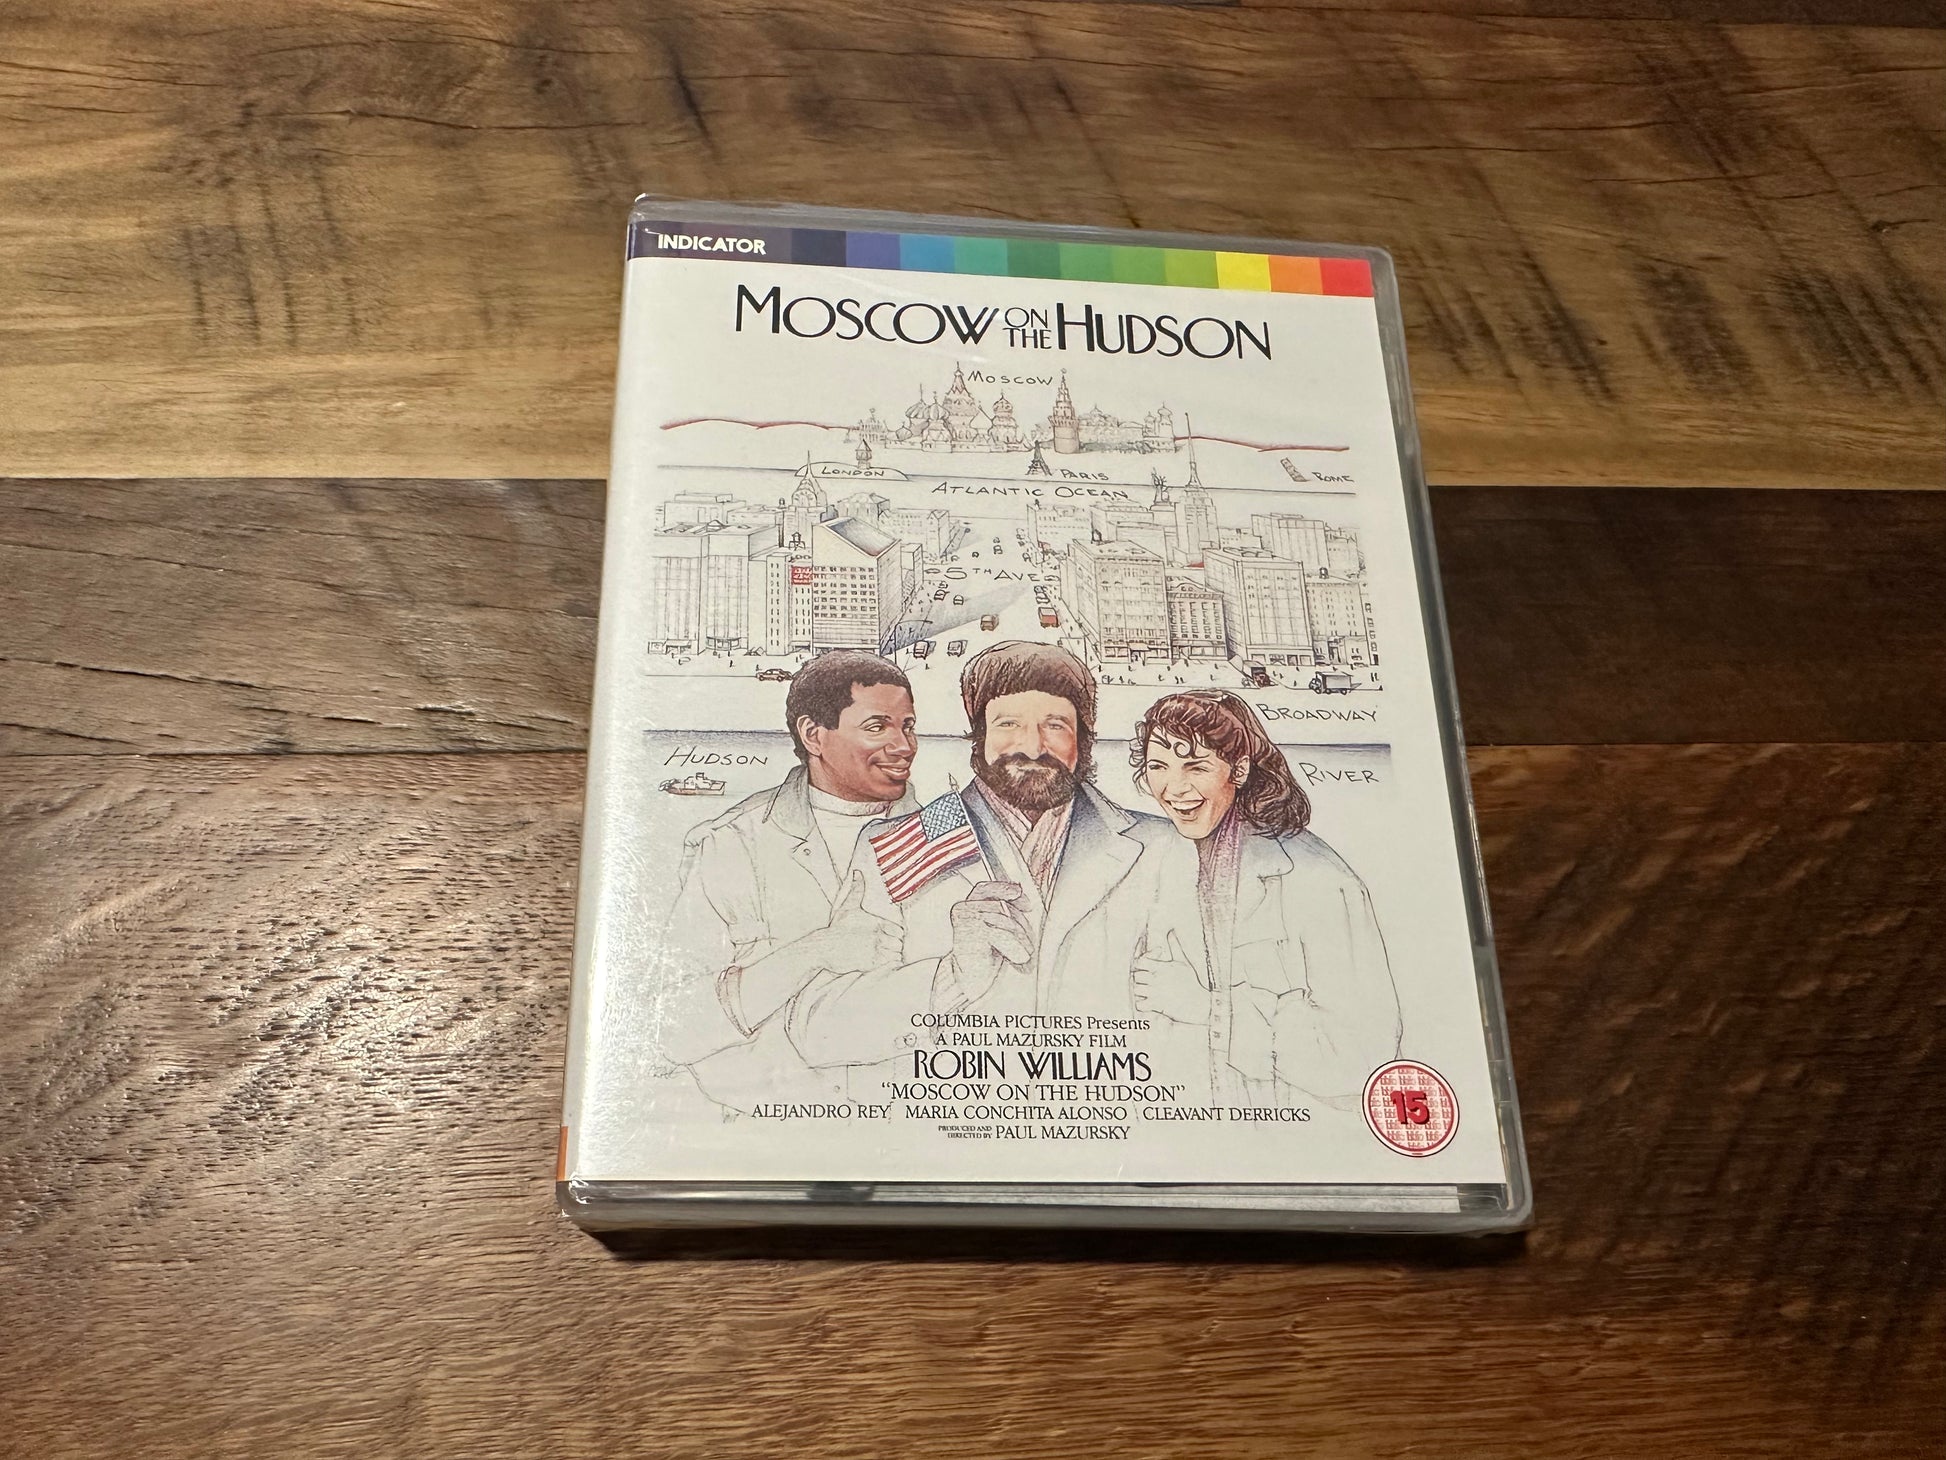 INDICATOR
MOSCOW ON THE HUDSON
MOSCOW
LONDON
PARIS
ROME
ATLANTIC OCEAN
5TH AVE
BROADWAY
HUDSON
RIVER
COLUMBIA PICTURES Presents
A PAUL MAZURSKY FILM
ROBIN WILLIAMS
"MOSCOW ON THE HUDSON"
ALEJANDRO REY MARIA CONCHITA ALONSO CLEAVANT DERRICKS
PRODUCED AND DIRECTED BY PAUL MAZURSKY
15